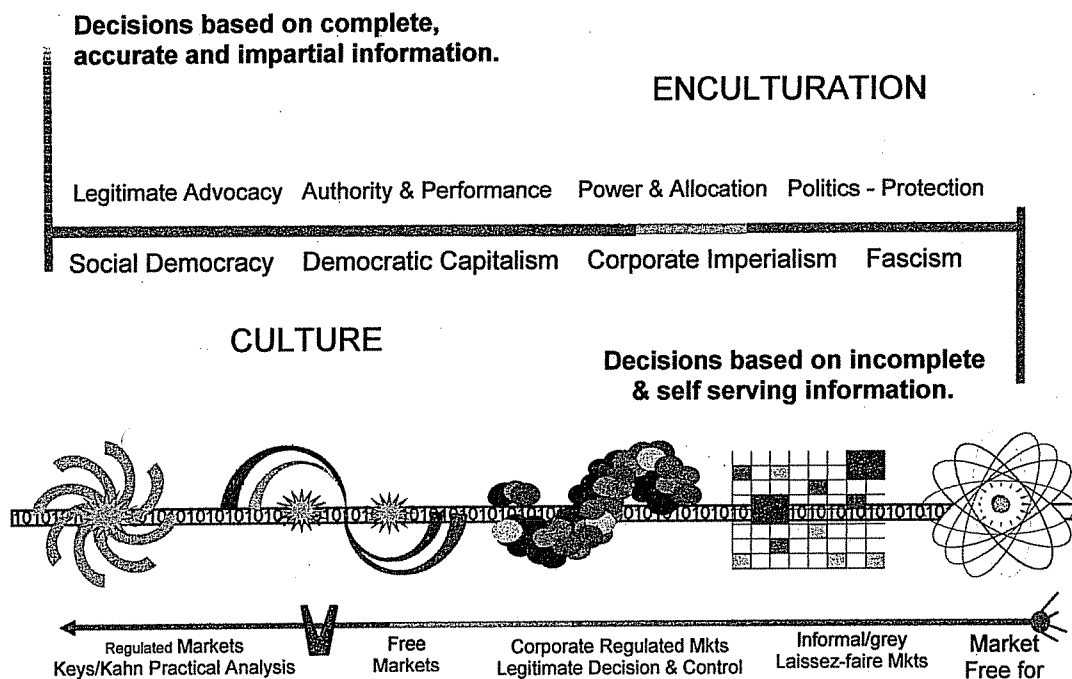 Decisions based on complete,
accurate and impartial information.
ENCULTURATION
Legitimate Advocacy Authority & Performance Power & Allocation Politics - Protection
Social Democracy Democratic Capitalism Corporate Imperialism Fascism
CULTURE
Decisions based on incomplete
& self serving information.
Regulated Markets
Keys/Kahn Practical Analysis
Free
Markets
Corporate Regulated Mkts
Legitimate Decision & Control
Informal/grey
Laissez-faire Mkts
Market
Free for